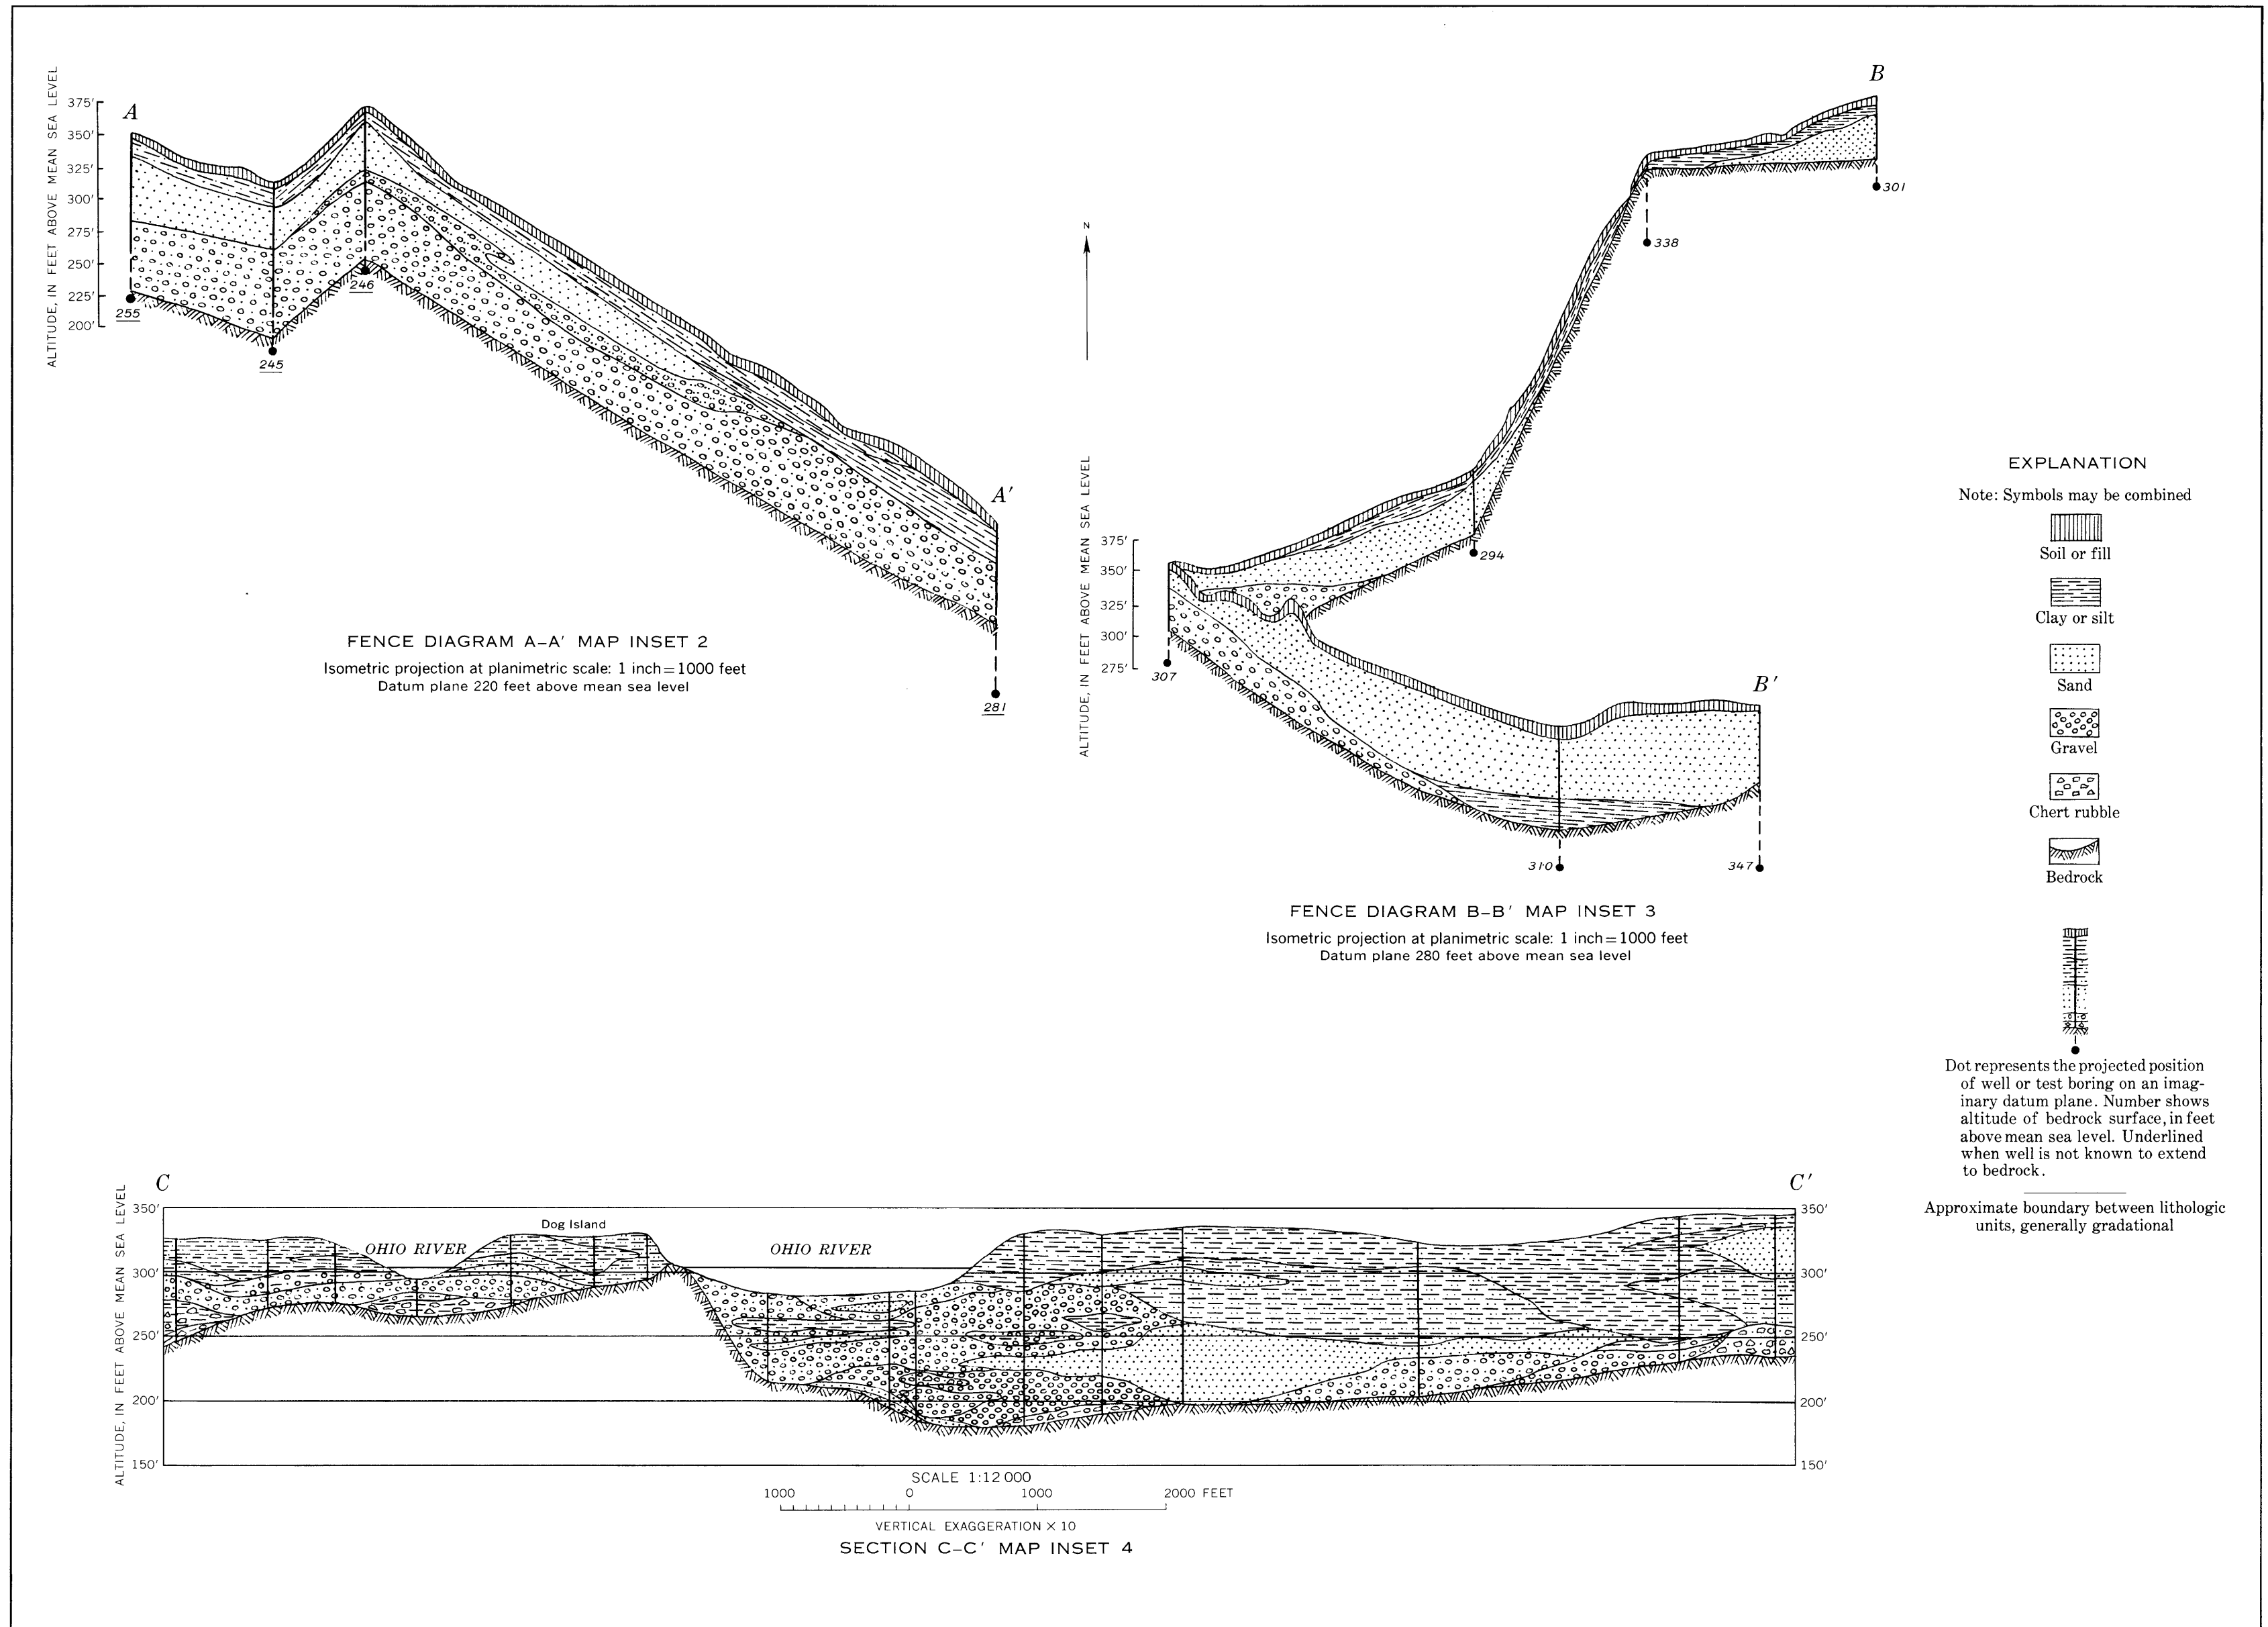 A
ALTITUDE, IN FEET ABOVE MEAN SEA LEVEL
375'
350'
325'
300'
275'
250'
225'
200'
255
245
246
A'
281
FENCE DIAGRAM A–A' MAP INSET 2
Isometric projection at planimetric scale: 1 inch=1000 feet
Datum plane 220 feet above mean sea level
N
B
301
338
294
ALTITUDE, IN FEET ABOVE MEAN SEA LEVEL
375'
350'
325'
300'
275'
307
B'
310
347
FENCE DIAGRAM B–B' MAP INSET 3
Isometric projection at planimetric scale: 1 inch=1000 feet
Datum plane 280 feet above mean sea level
EXPLANATION
Note: Symbols may be combined
Soil or fill
Clay or silt
Sand
Gravel
Chert rubble
Bedrock
Dot represents the projected position
of well or test boring on an imag-
inary datum plane. Number shows
altitude of bedrock surface, in feet
above mean sea level. Underlined
when well is not known to extend
to bedrock.
Approximate boundary between lithologic
units, generally gradational
C
C'
ALTITUDE, IN FEET ABOVE MEAN SEA LEVEL
350'
300'
250'
200'
150'
OHIO RIVER
Dog Island
OHIO RIVER
350'
300'
250'
200'
150'
SCALE 1:12 000
1000 0 1000 2000 FEET
VERTICAL EXAGGERATION × 10
SECTION C–C' MAP INSET 4